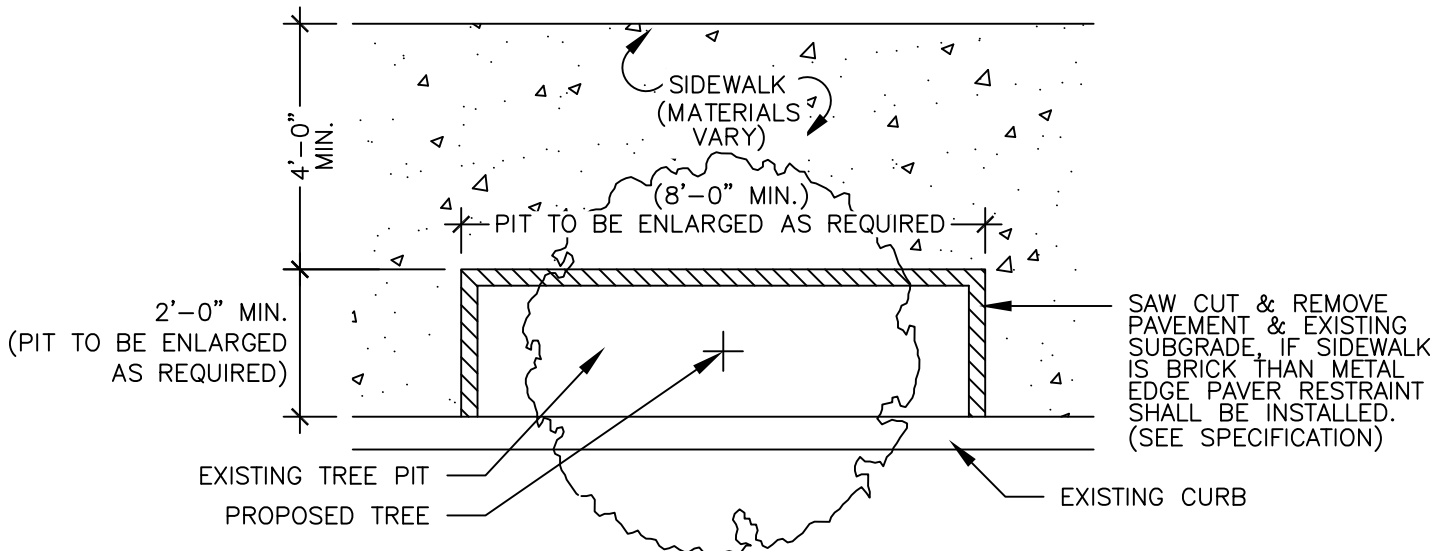 4'-0"
MIN.
SIDEWALK
(MATERIALS
VARY)
(8'-0" MIN.)
PIT TO BE ENLARGED AS REQUIRED
2'-0" MIN.
(PIT TO BE ENLARGED
AS REQUIRED)
SAW CUT & REMOVE
PAVEMENT & EXISTING
SUBGRADE, IF SIDEWALK
IS BRICK THAN METAL
EDGE PAVER RESTRAINT
SHALL BE INSTALLED.
(SEE SPECIFICATION)
EXISTING TREE PIT
PROPOSED TREE
EXISTING CURB